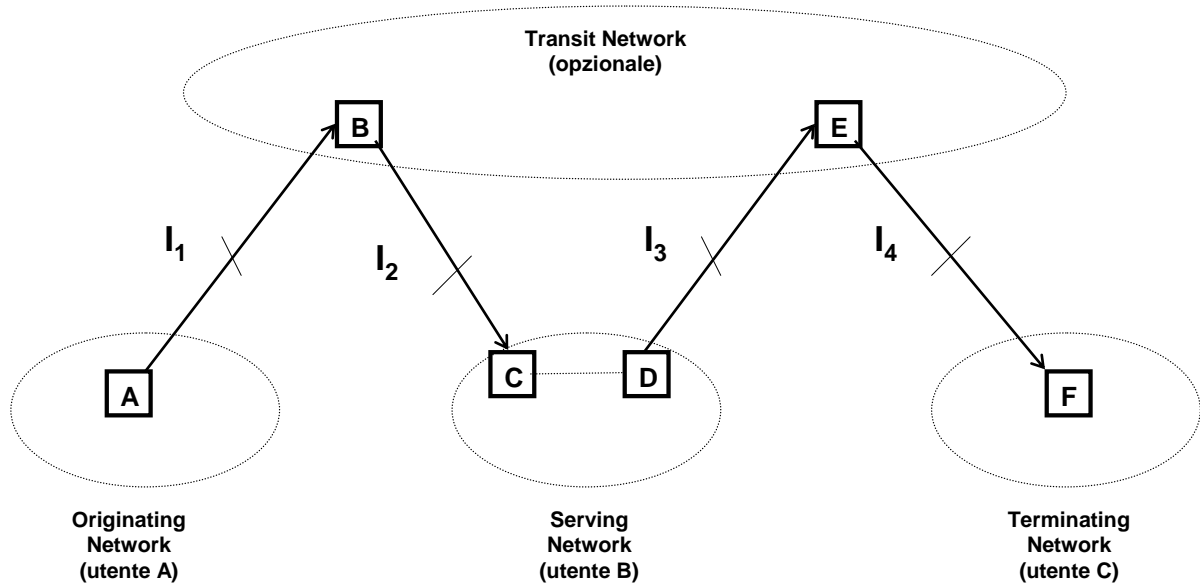 Transit Network
(opzionale)
B
E
I1
I2
I3
I4
A
C
D
F
Originating
Network
(utente A)
Serving
Network
(utente B)
Terminating
Network
(utente C)